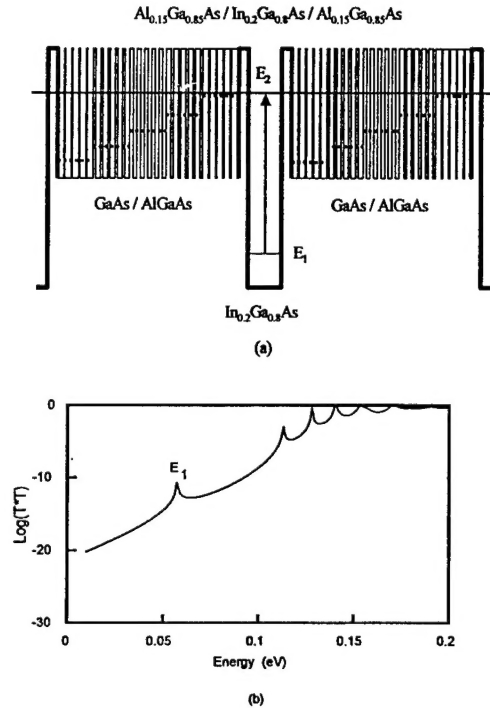 Al0.15Ga0.85As / In0.2Ga0.8As / Al0.15Ga0.85As
E2
GaAs / AlGaAs
GaAs / AlGaAs
E1
In0.2Ga0.8As
(a)
0
-10
-20
-30
Log(T*T)
E1
0
0.05
0.1
0.15
0.2
Energy (eV)
(b)